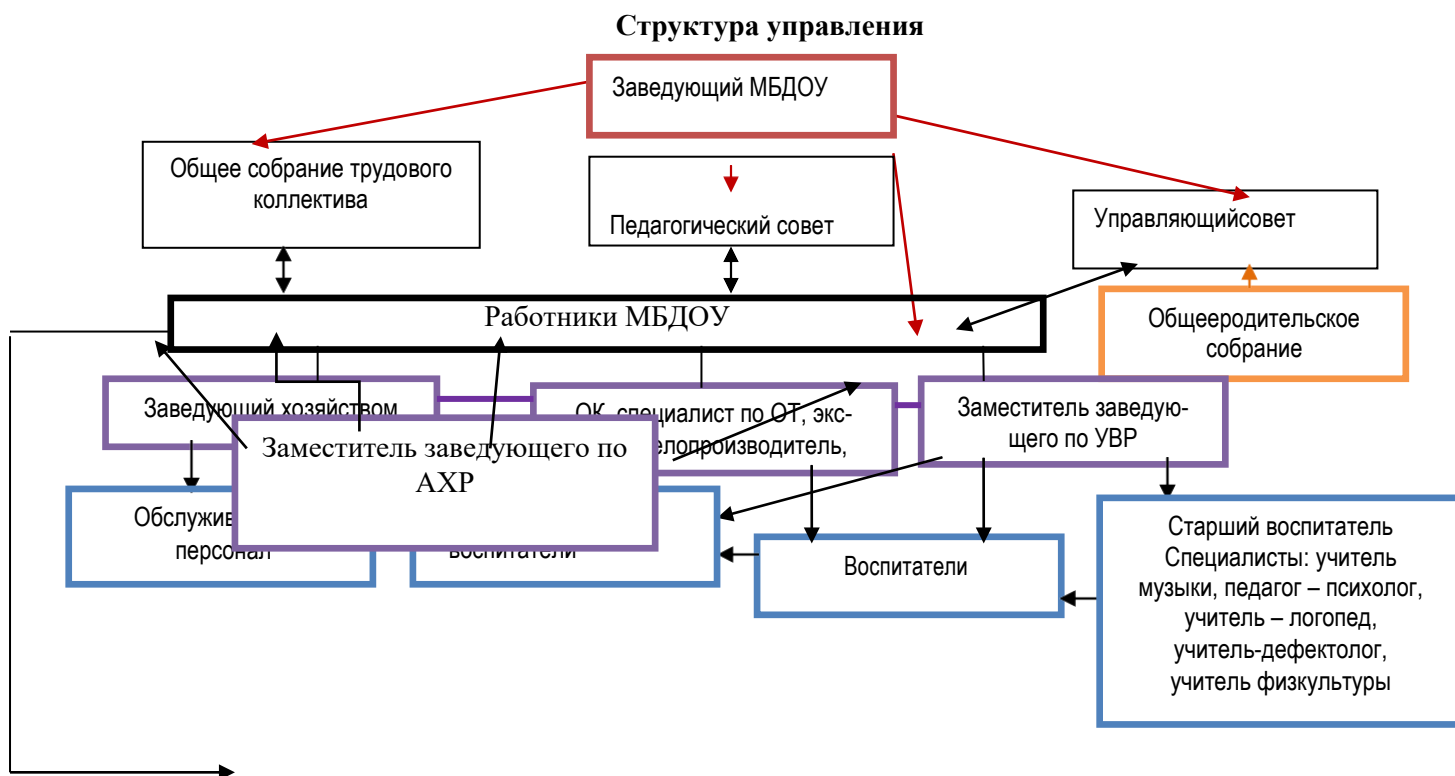 Структура управления
Заведующий МБДОУ
Общее собрание трудового
коллектива
Педагогический совет
Управляющийсовет
Работники МБДОУ
Общееродительское
собрание
Заведующий хозяйством
ОК, специалист по ОТ, экс-
Заместитель заведую-
щего по УВР
Заместитель заведующего по
АХР
персонал
воспитатели
Воспитатели
Старший воспитатель
Специалисты: учитель
музыки, педагог – психолог,
учитель – логопед,
учитель-дефектолог,
учитель физкультуры